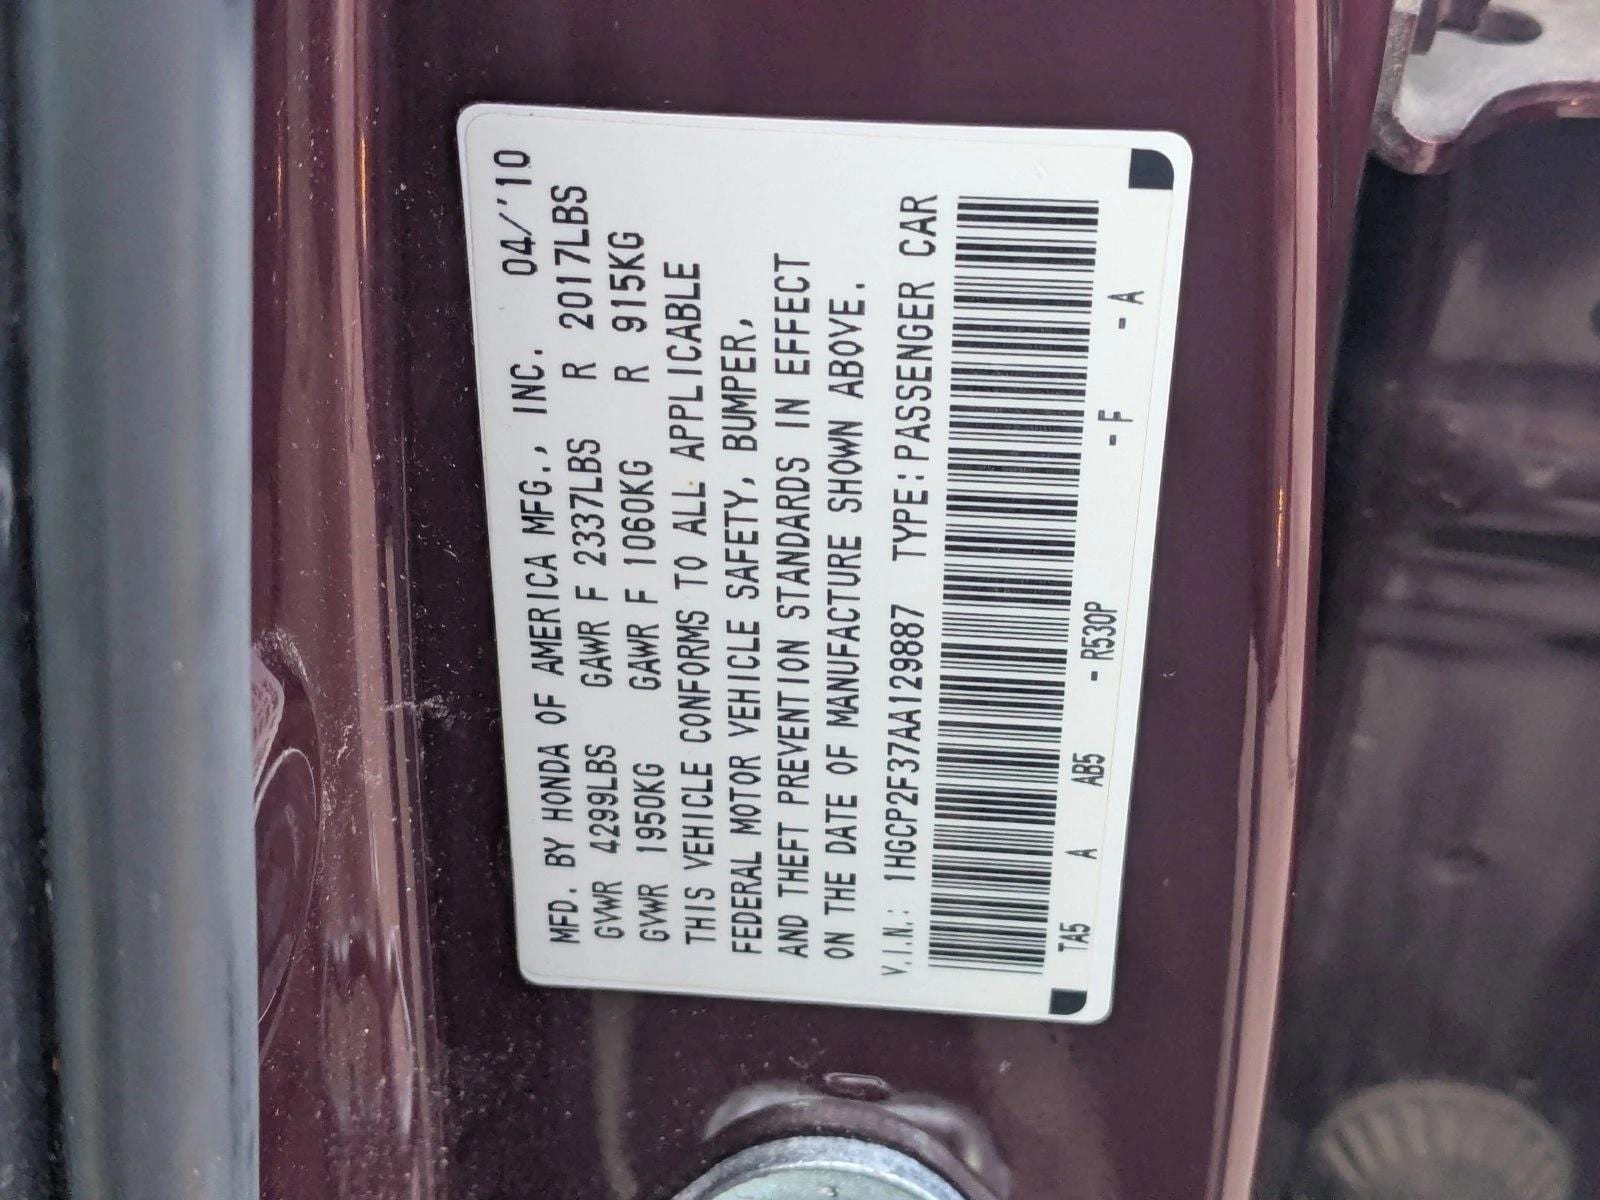 MFD. BY HONDA OF AMERICA MFG., INC. 04/'10
GVWR 4299LBS GAWR F 2337LBS R 2017LBS
GVWR 1950KG GAWR F 1060KG R 915KG
THIS VEHICLE CONFORMS TO ALL APPLICABLE
FEDERAL MOTOR VEHICLE SAFETY, BUMPER,
AND THEFT PREVENTION STANDARDS IN EFFECT
ON THE DATE OF MANUFACTURE SHOWN ABOVE.
V.I.N.: 1HGCP2F37AA129887 TYPE:PASSENGER CAR
TA5 A AB5 - R530P - F - A